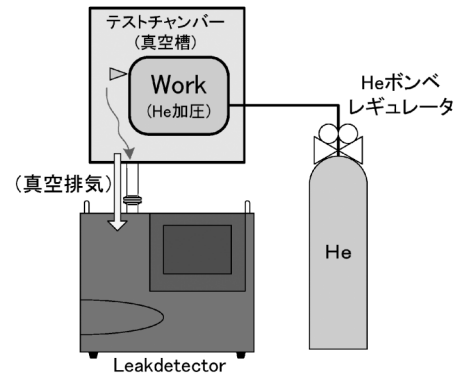 テストチャンバー
(真空槽)
Work
(He加圧)
Heボンベ
レギュレータ
(真空排気)
He
Leakdetector